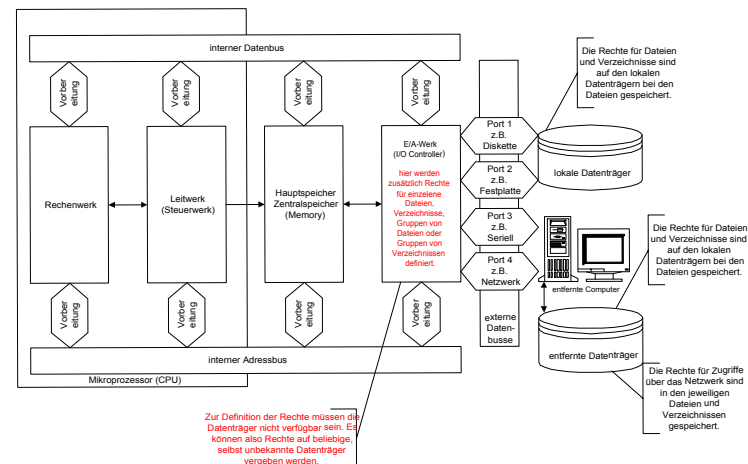 interner Datenbus
Vorber
eitung
Vorber
eitung
Vorber
eitung
Vorber
eitung
Rechenwerk
Leitwerk
(Steuerwerk)
Hauptspeicher
Zentralspeicher
(Memory)
E/A-Werk
(I/O Controller)
hier werden
zusätzlich Rechte
für einzelene
Dateien,
Verzeichnisse,
Gruppen von
Dateien oder
Gruppen von
Verzeichnissen
definiert.
Port 1
z.B.
Diskette
Port 2
z.B.
Festplatte
Port 3
z.B.
Seriell
Port 4
z.B.
Netzwerk
externe
Daten-
busse
Die Rechte für Dateien
und Verzeichnisse sind
auf den lokalen
Datenträgern bei den
Dateien gespeichert.
lokale Datenträger
Die Rechte für Dateien
und Verzeichnisse sind
auf den lokalen
Datenträgern bei den
Dateien gespeichert.
entfernte Computer
entfernte Datenträger
Die Rechte für Zugriffe
über das Netzwerk sind
in den jeweiligen
Dateien und
Verzeichnissen
gespeichert.
Vorber
eitung
Vorber
eitung
Vorber
eitung
Vorber
eitung
interner Adressbus
Mikroprozessor (CPU)
Zur Definition der Rechte müssen die
Datenträger nicht verfügbar sein. Es
können also Rechte auf beliebige,
selbst unbekannte Datenträger
vergeben werden.